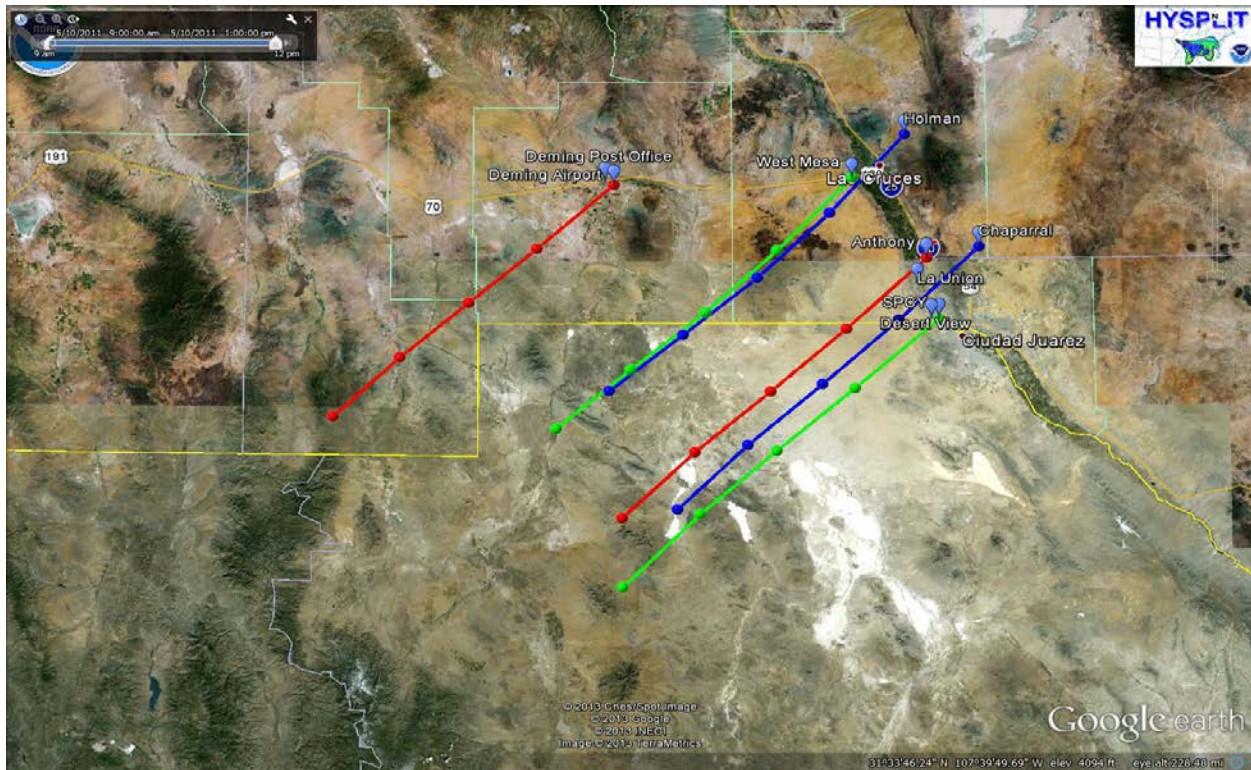 5/10/2011 9:00:00 am 5/10/2011 1:00:00 pm
9 am 12 pm
HYSPLIT
191
70
Deming Post Office
Deming Airport
Holman
West Mesa
Las Cruces
25
Anthony
Chaparral
La Union
54
SPCY
Desert View
Ciudad Juarez
© 2013 Cnes/Spot Image
© 2013 Google
© 2013 INEGI
Image © 2013 TerraMetrics
Google earth
31°33'46.24" N 107°39'49.69" W elev 4094 ft eye alt 228.48 mi